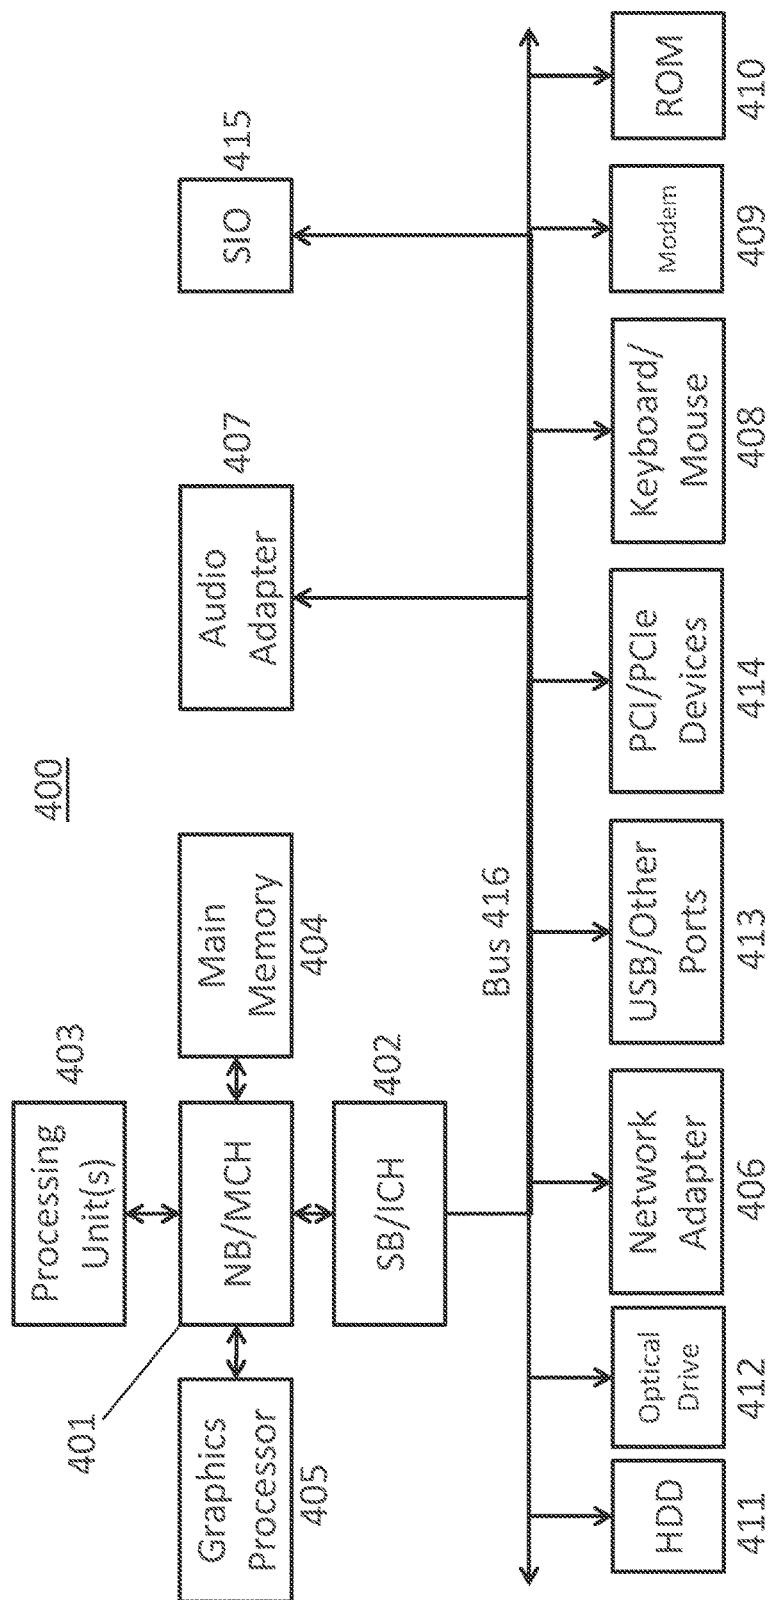 400
Processing
Unit(s)
403
401
Graphics
Processor
405
NB/MCH
Main
Memory
404
Audio
Adapter
407
SIO
415
SB/ICH
402
Bus 416
HDD
411
Optical
Drive
412
Network
Adapter
406
USB/Other
Ports
413
PCI/PCIe
Devices
414
Keyboard/
Mouse
408
Modem
409
ROM
410